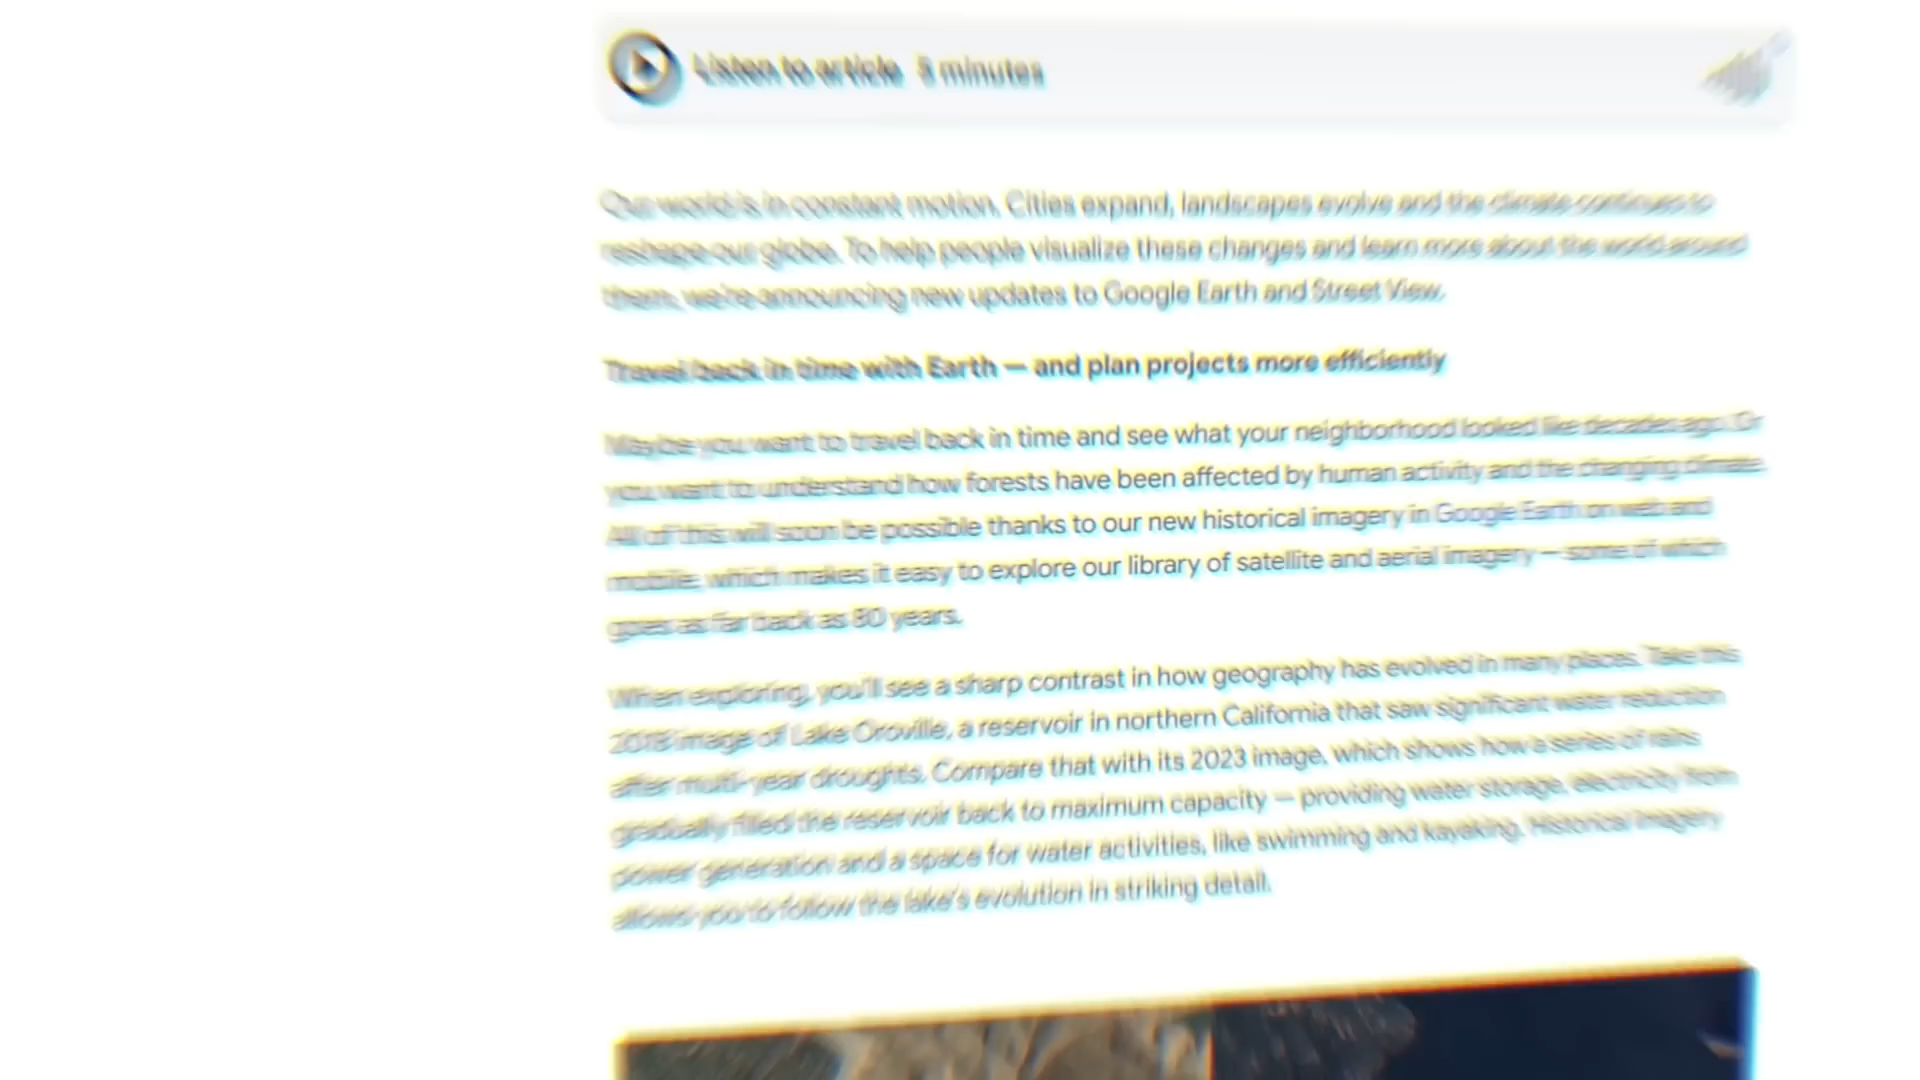 Listen to article
minutes
Our world is in constant motion. Cities expand, landscapes evolve and the climate continues to
reshape our globe. To help people visualize these changes and learn more about the world around
them, we're announcing new updates to Google Earth and Street View.
Travel back in time with Earth — and plan projects more efficiently
Maybe you want to travel back in time and see what your neighborhood looked like decades ago. Or
you want to understand how forests have been affected by human activity and the changing climate.
All of this will soon be possible thanks to our new historical imagery in Google Earth on web and
mobile, which makes it easy to explore our library of satellite and aerial imagery — some of which
goes as far back as 80 years.
When exploring, you'll see a sharp contrast in how geography has evolved in many places. Take this
2018 image of Lake Oroville, a reservoir in northern California that saw significant water reduction
after multi-year droughts. Compare that with its 2023 image, which shows how a series of rains
gradually filled the reservoir back to maximum capacity — providing water storage, electricity from
power generation and a space for water activities, like swimming and kayaking. Historical imagery
allows you to follow the lake's evolution in striking detail.